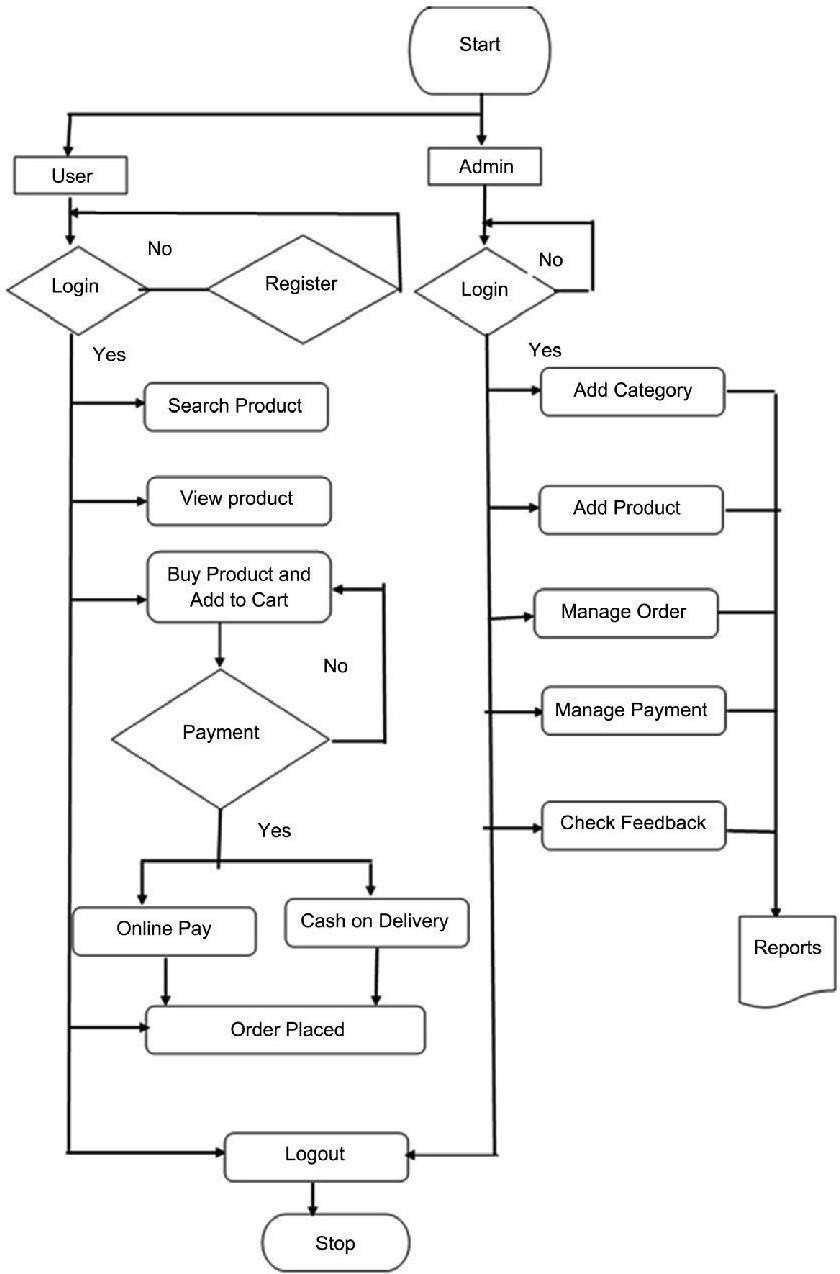 Start
User
Admin
No
Login
Register
No
Login
Yes
Yes
Search Product
Add Category
View product
Add Product
Buy Product and
Add to Cart
Manage Order
No
Payment
Manage Payment
Yes
Check Feedback
Online Pay
Cash on Delivery
Reports
Order Placed
Logout
Stop